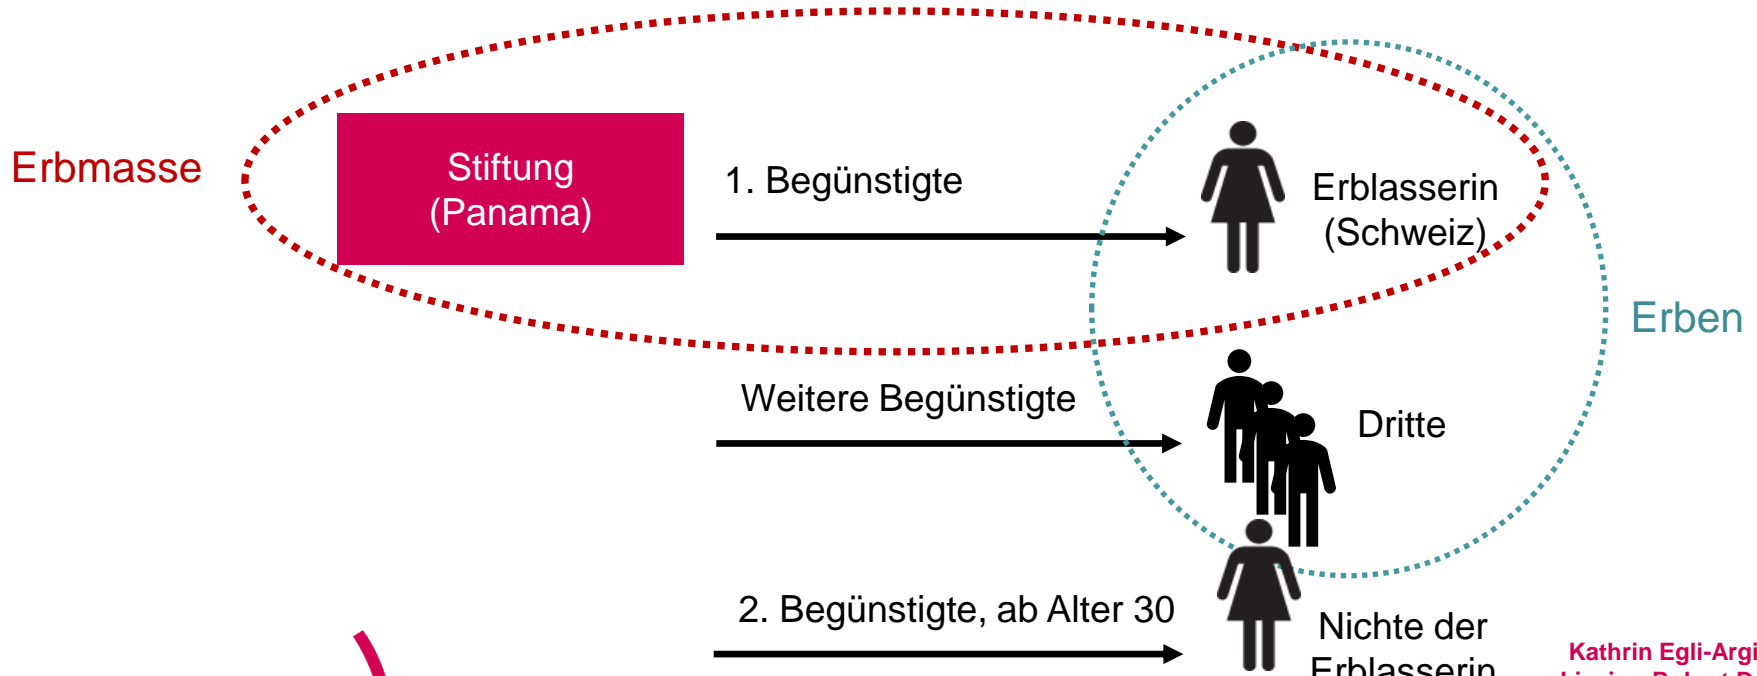 Erbmasse
Stiftung
(Panama)
1. Begünstigte
Erblasserin
(Schweiz)
Erben
Weitere Begünstigte
Dritte
2. Begünstigte, ab Alter 30
Nichte der
Erblasserin
Kathrin Egli-Argi